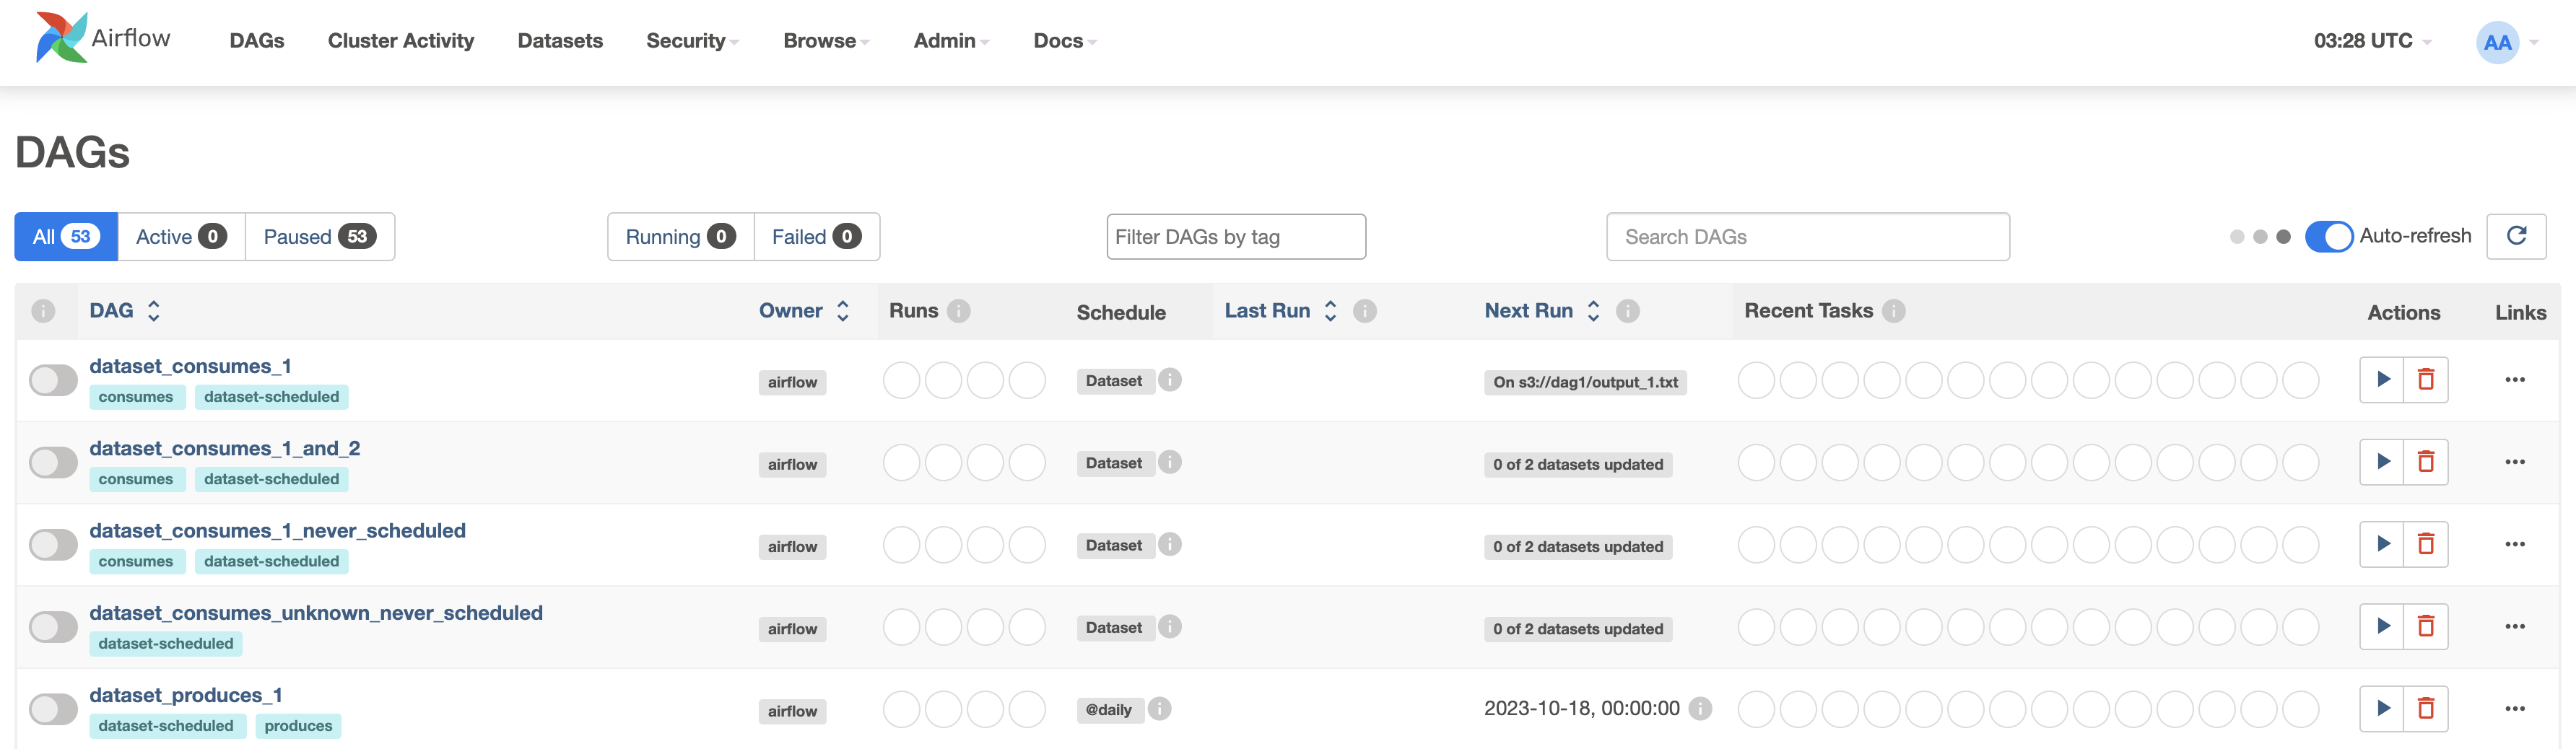 Airflow DAGs Cluster Activity Datasets Security Browse Admin Docs 03:28 UTC AA
DAGs
All 53 Active 0 Paused 53 Running 0 Failed 0 Filter DAGs by tag Search DAGs Auto-refresh
i DAG Owner Runs i Schedule Last Run i Next Run i Recent Tasks i Actions Links
dataset_consumes_1
consumes dataset-scheduled airflow Dataset i On s3://dag1/output_1.txt
dataset_consumes_1_and_2
consumes dataset-scheduled airflow Dataset i 0 of 2 datasets updated
dataset_consumes_1_never_scheduled
consumes dataset-scheduled airflow Dataset i 0 of 2 datasets updated
dataset_consumes_unknown_never_scheduled
dataset-scheduled airflow Dataset i 0 of 2 datasets updated
dataset_produces_1
dataset-scheduled produces airflow @daily i 2023-10-18, 00:00:00 i